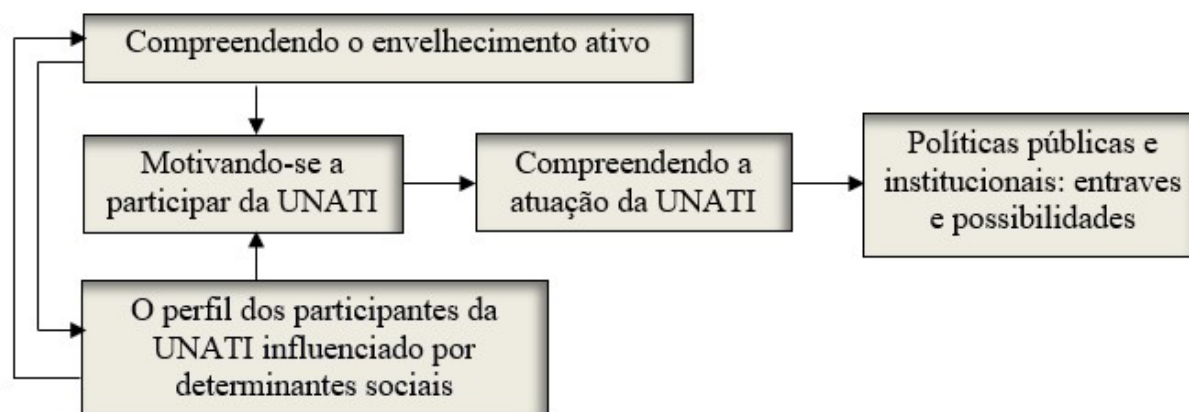 Compreendendo o envelhecimento ativo
Motivando-se a
participar da UNATI
Compreendendo a
atuação da UNATI
Políticas públicas e
institucionais: entraves
e possibilidades
O perfil dos participantes da
UNATI influenciado por
determinantes sociais